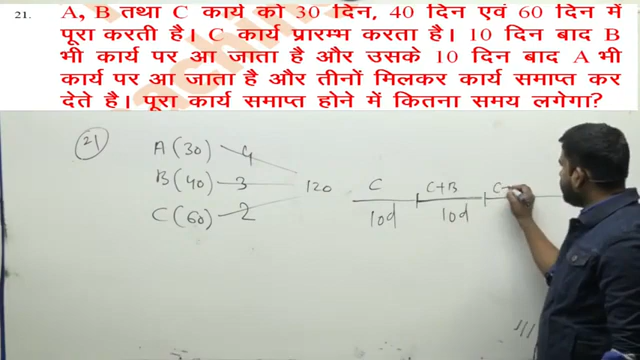 21. A, B तथा C कार्य को 30 दिन, 40 दिन एवं 60 दिन में
पूरा करती है। C कार्य प्रारम्भ करता है। 10 दिन बाद B
भी कार्य पर आ जाता है और उसके 10 दिन बाद A भी
कार्य पर आ जाता है और तीनों मिलकर कार्य समाप्त कर
देते है। पूरा कार्य समाप्त होने में कितना समय लगेगा?
21
A (30) 4
B (40) 3 120
C (60) 2
C C+B C+
10d 10d